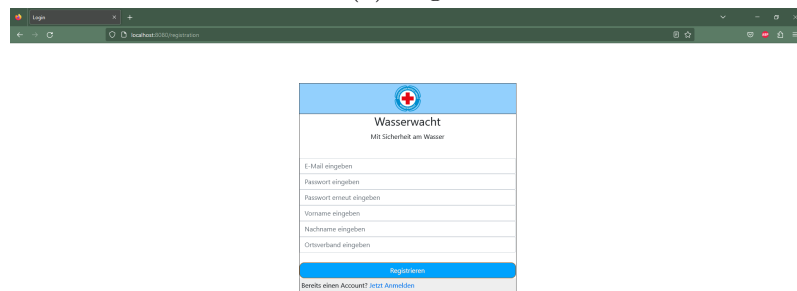 Login
localhost:8080/registration
Wasserwacht
Mit Sicherheit am Wasser
E-Mail eingeben
Passwort eingeben
Passwort erneut eingeben
Vorname eingeben
Nachname eingeben
Ortsverband eingeben
Registrieren
Bereits einen Account? Jetzt Anmelden